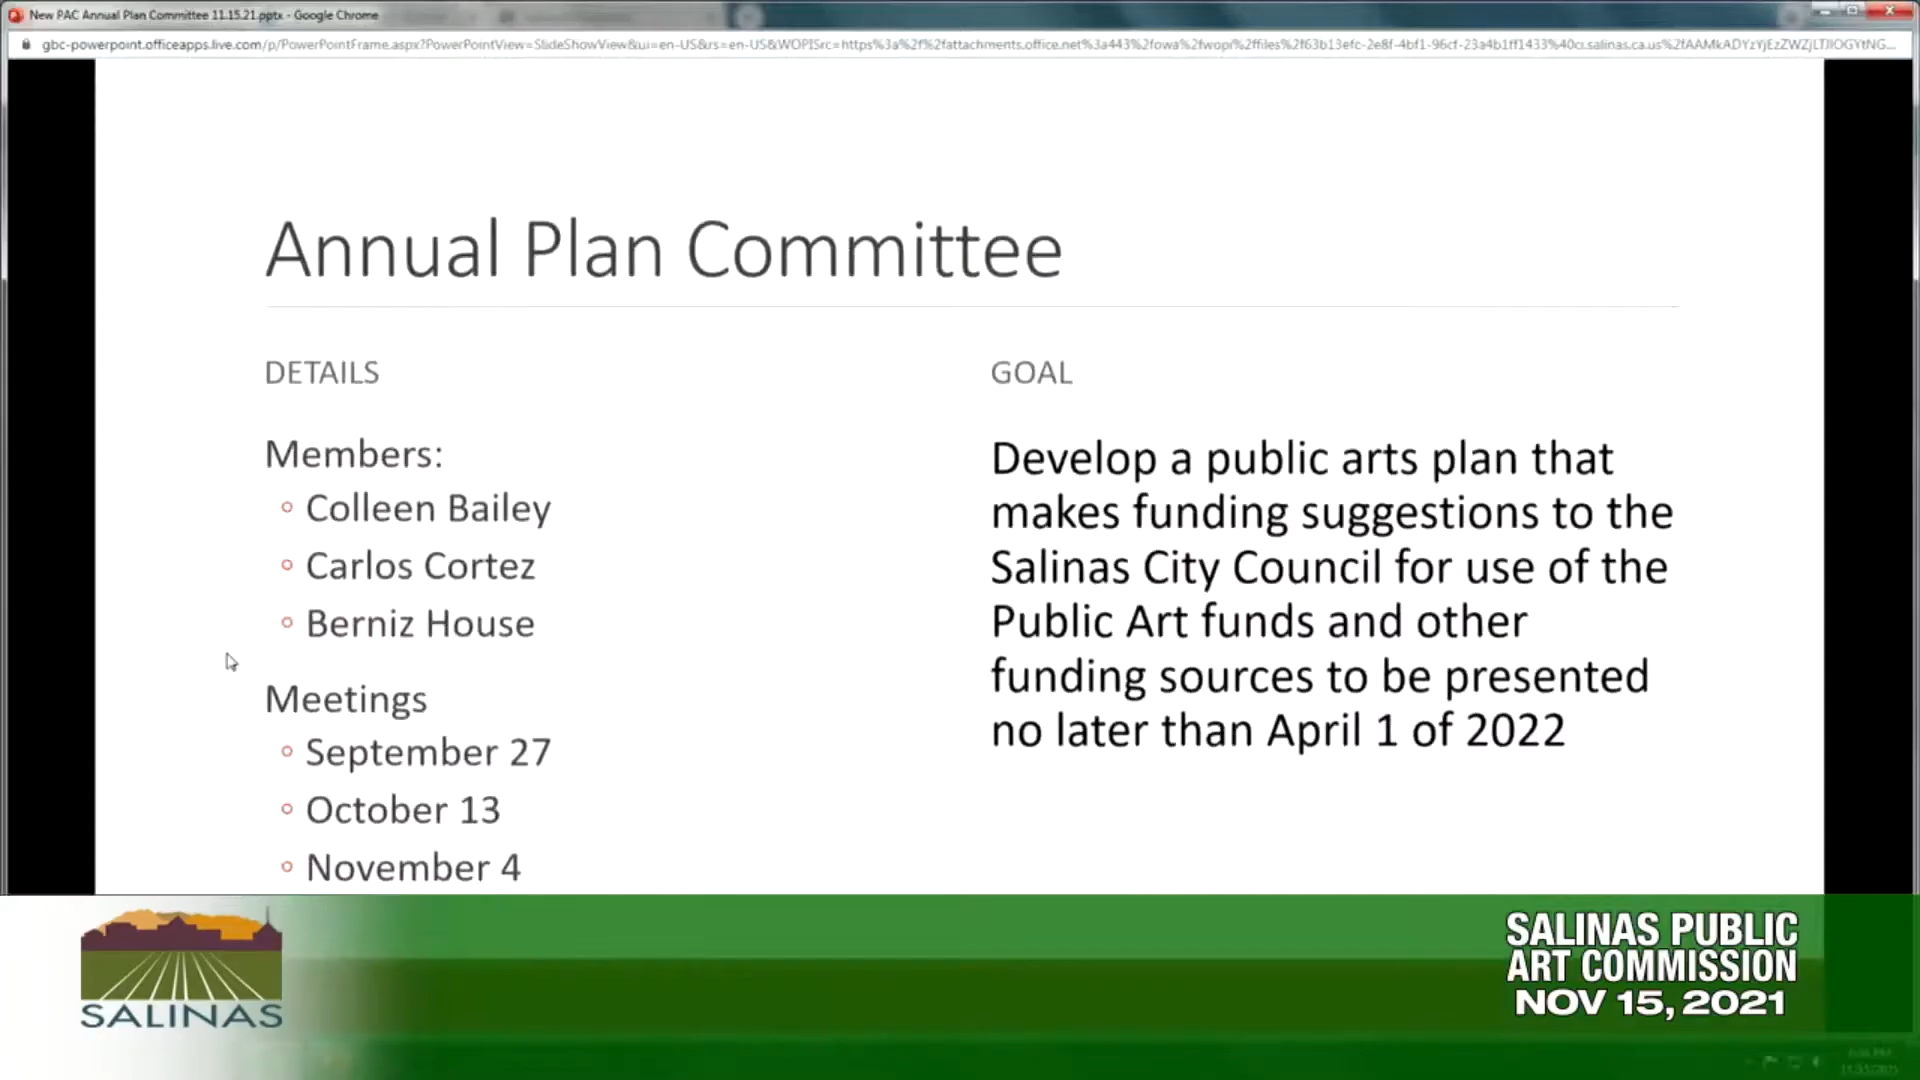 New PAC Annual Plan Committee 11.15.21.pptx - Google Chrome
Annual Plan Committee
DETAILS
GOAL
Members:
Colleen Bailey
Carlos Cortez
Berniz House
Meetings
September 27
October 13
November 4
Develop a public arts plan that
makes funding suggestions to the
Salinas City Council for use of the
Public Art funds and other
funding sources to be presented
no later than April 1 of 2022
SALINAS
SALINAS PUBLIC
ART COMMISSION
NOV 15, 2021